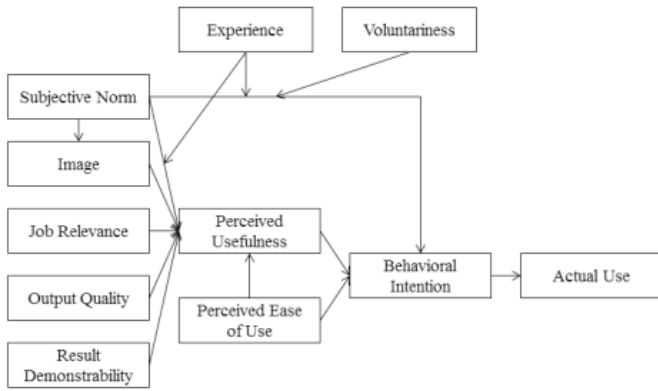 Experience
Voluntariness
Subjective Norm
Image
Job Relevance
Perceived
Usefulness
Behavioral
Intention
Actual Use
Output Quality
Perceived Ease
of Use
Result
Demonstrability